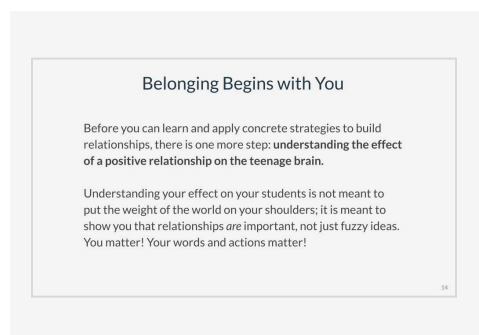 Belonging Begins with You
Before you can learn and apply concrete strategies to build
relationships, there is one more step: understanding the effect
of a positive relationship on the teenage brain.
Understanding your effect on your students is not meant to
put the weight of the world on your shoulders; it is meant to
show you that relationships are important, not just fuzzy ideas.
You matter! Your words and actions matter!
14